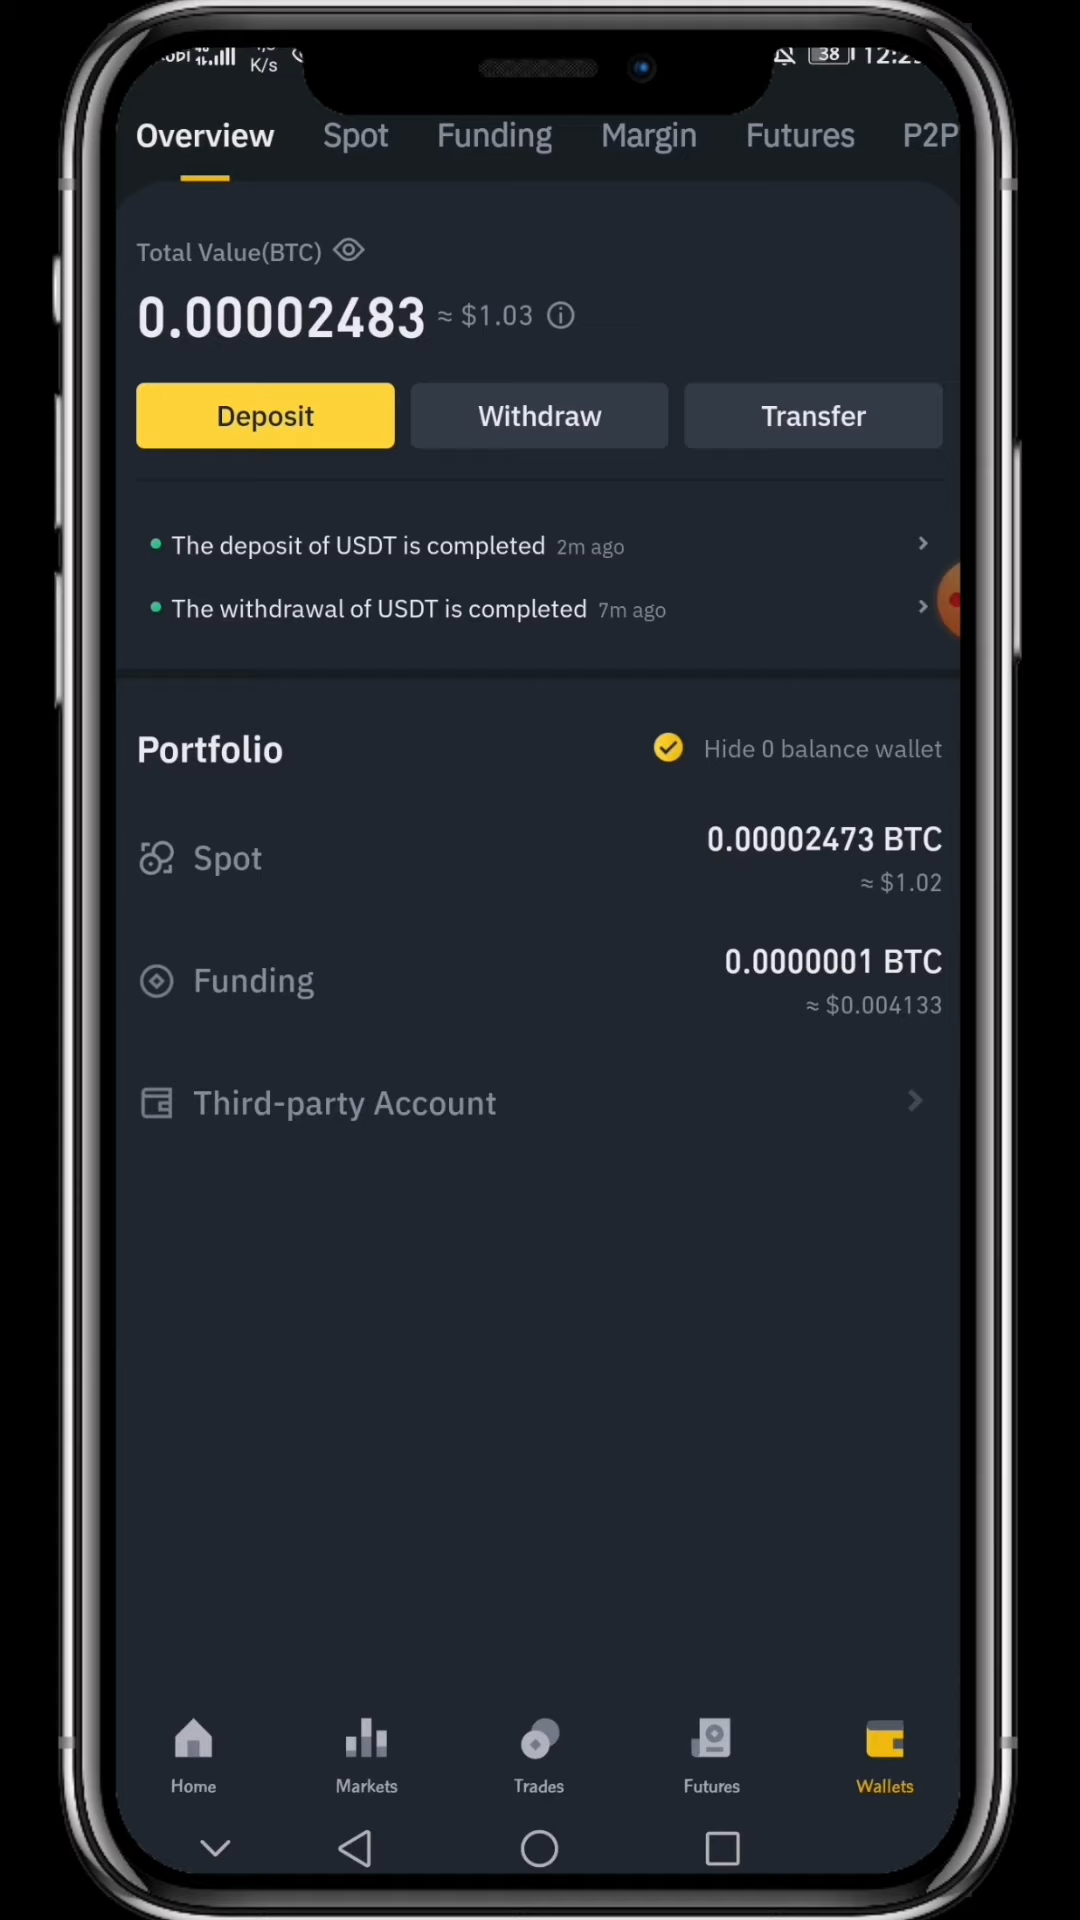 K/s 38
Overview Spot Funding Margin Futures P2P
Total Value(BTC)
0.00002483 ≈ $1.03
Deposit Withdraw Transfer
The deposit of USDT is completed 2m ago
The withdrawal of USDT is completed 7m ago
Portfolio Hide 0 balance wallet
Spot 0.00002473 BTC
≈ $1.02
Funding 0.0000001 BTC
≈ $0.004133
Third-party Account
Home Markets Trades Futures Wallets